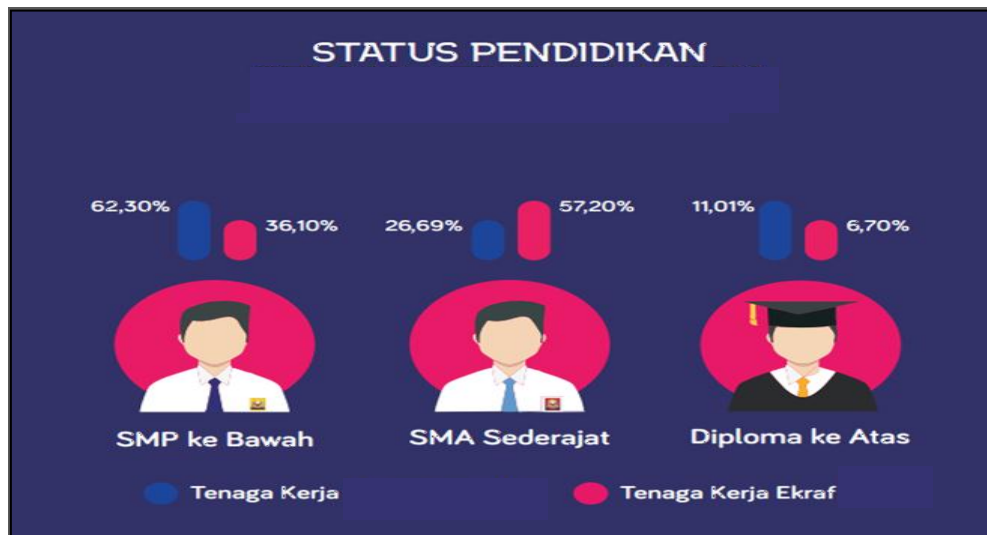 STATUS PENDIDIKAN
62,30%
36,10%
26,69%
57,20%
11,01%
6,70%
SMP ke Bawah
SMA Sederajat
Diploma ke Atas
Tenaga Kerja
Tenaga Kerja Ekraf